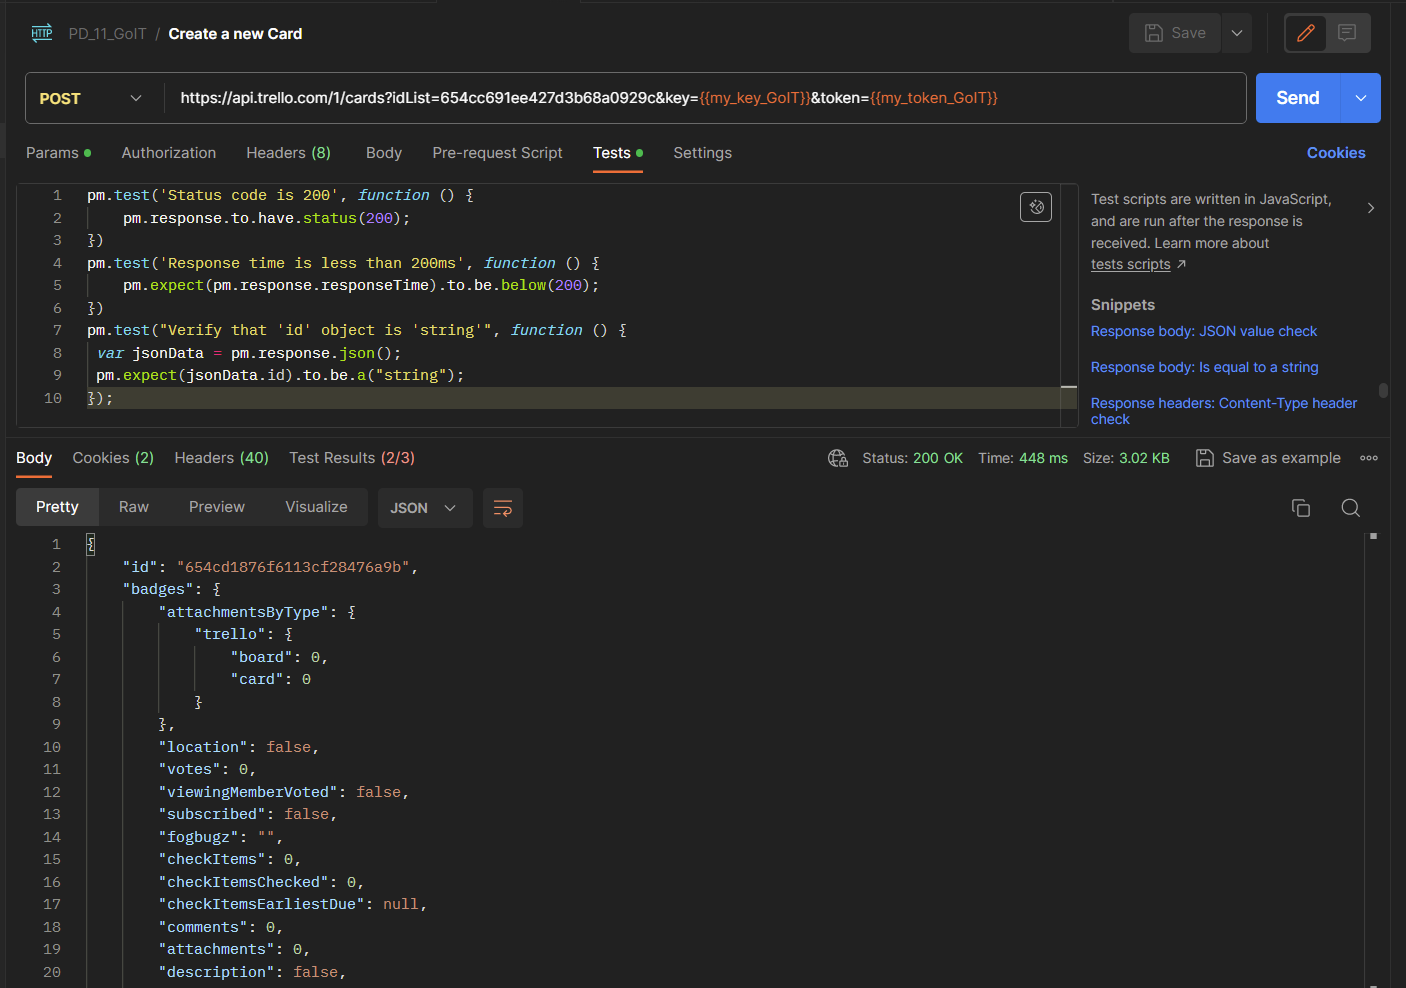 HTTP PD_11_GoIT / Create a new Card
Save
POST https://api.trello.com/1/cards?idList=654cc691ee427d3b68a0929c&key={{my_key_GoIT}}&token={{my_token_GoIT}}
Send
Params Authorization Headers (8) Body Pre-request Script Tests Settings Cookies
1 pm.test('Status code is 200', function () {
2 pm.response.to.have.status(200);
3 })
4 pm.test('Response time is less than 200ms', function () {
5 pm.expect(pm.response.responseTime).to.be.below(200);
6 })
7 pm.test("Verify that 'id' object is 'string'", function () {
8 var jsonData = pm.response.json();
9 pm.expect(jsonData.id).to.be.a("string");
10 });
Test scripts are written in JavaScript,
and are run after the response is
received. Learn more about
tests scripts ↗
Snippets
Response body: JSON value check
Response body: Is equal to a string
Response headers: Content-Type header
check
Body Cookies (2) Headers (40) Test Results (2/3) Status: 200 OK Time: 448 ms Size: 3.02 KB Save as example
Pretty Raw Preview Visualize JSON
1 {
2 "id": "654cd1876f6113cf28476a9b",
3 "badges": {
4 "attachmentsByType": {
5 "trello": {
6 "board": 0,
7 "card": 0
8 }
9 },
10 "location": false,
11 "votes": 0,
12 "viewingMemberVoted": false,
13 "subscribed": false,
14 "fogbugz": "",
15 "checkItems": 0,
16 "checkItemsChecked": 0,
17 "checkItemsEarliestDue": null,
18 "comments": 0,
19 "attachments": 0,
20 "description": false,